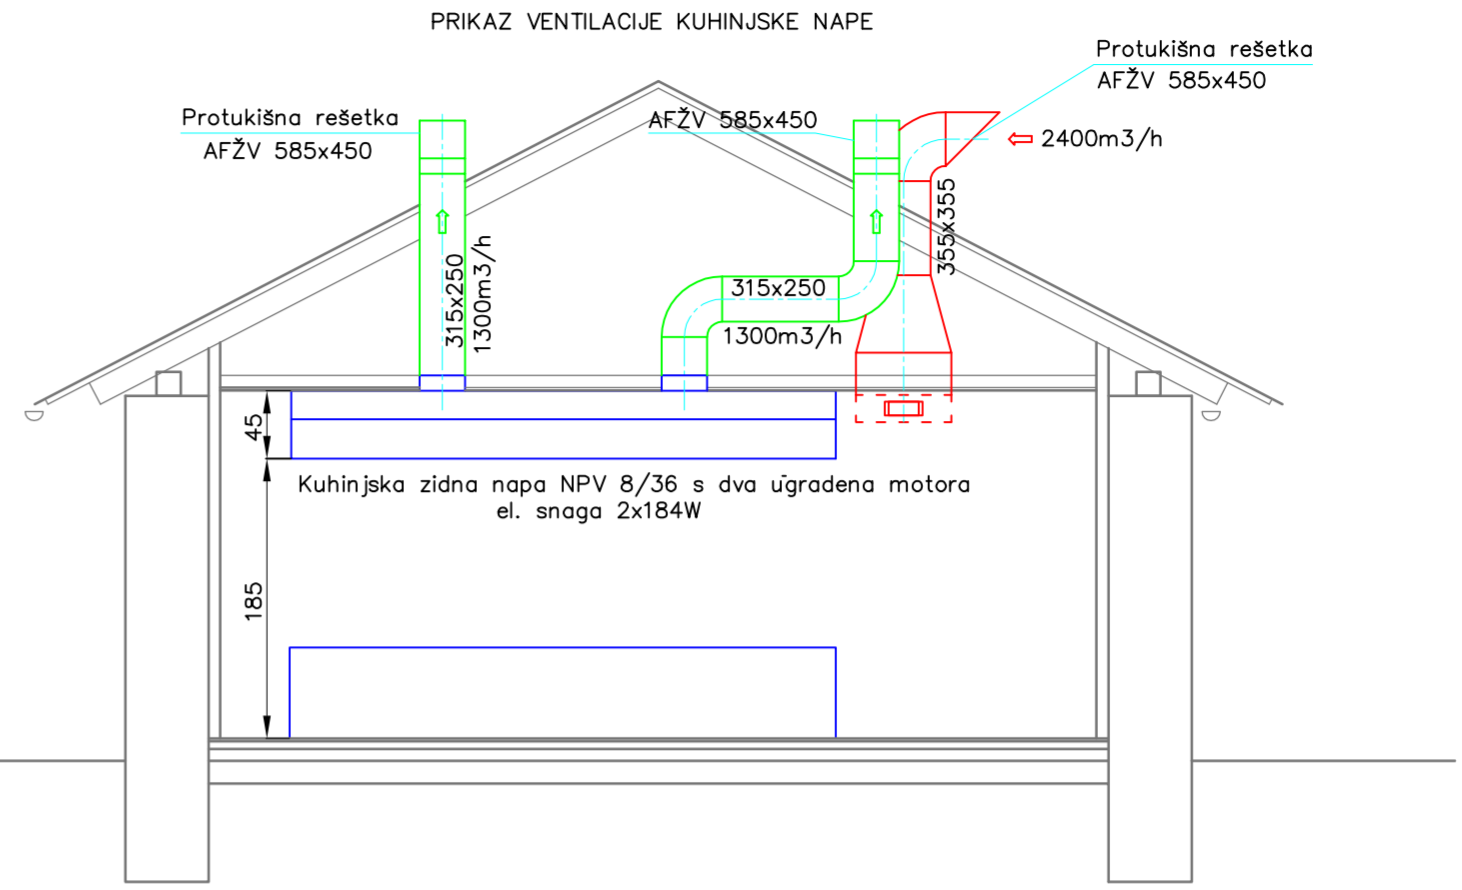 PRIKAZ VENTILACIJE KUHINJSKE NAPE
Protukišna rešetka
AFŽV 585x450
Protukišna rešetka
AFŽV 585x450
AFŽV 585x450
2400m3/h
355x355
315x250
1300m3/h
315x250
1300m3/h
45
Kuhinjska zidna napa NPV 8/36 s dva ugrađena motora
el. snaga 2x184W
185